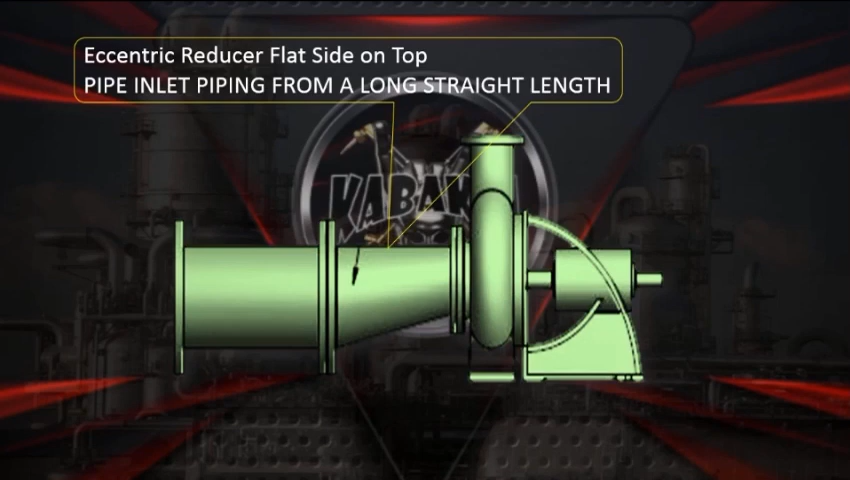 Eccentric Reducer Flat Side on Top
PIPE INLET PIPING FROM A LONG STRAIGHT LENGTH